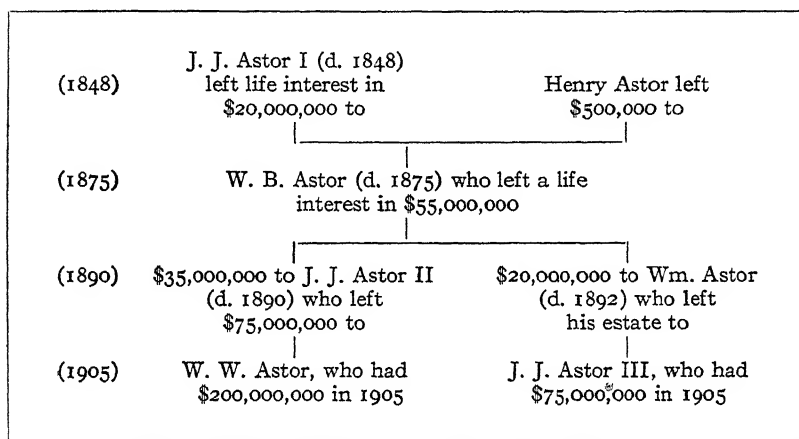 J. J. Astor I (d. 1848)
(1848) left life interest in Henry Astor left
$20,000,000 to $500,000 to
(1875) W. B. Astor (d. 1875) who left a life
interest in $55,000,000
(1890) $35,000,000 to J. J. Astor II $20,000,000 to Wm. Astor
(d. 1890) who left (d. 1892) who left
$75,000,000 to his estate to
(1905) W. W. Astor, who had J. J. Astor III, who had
$200,000,000 in 1905 $75,000,000 in 1905